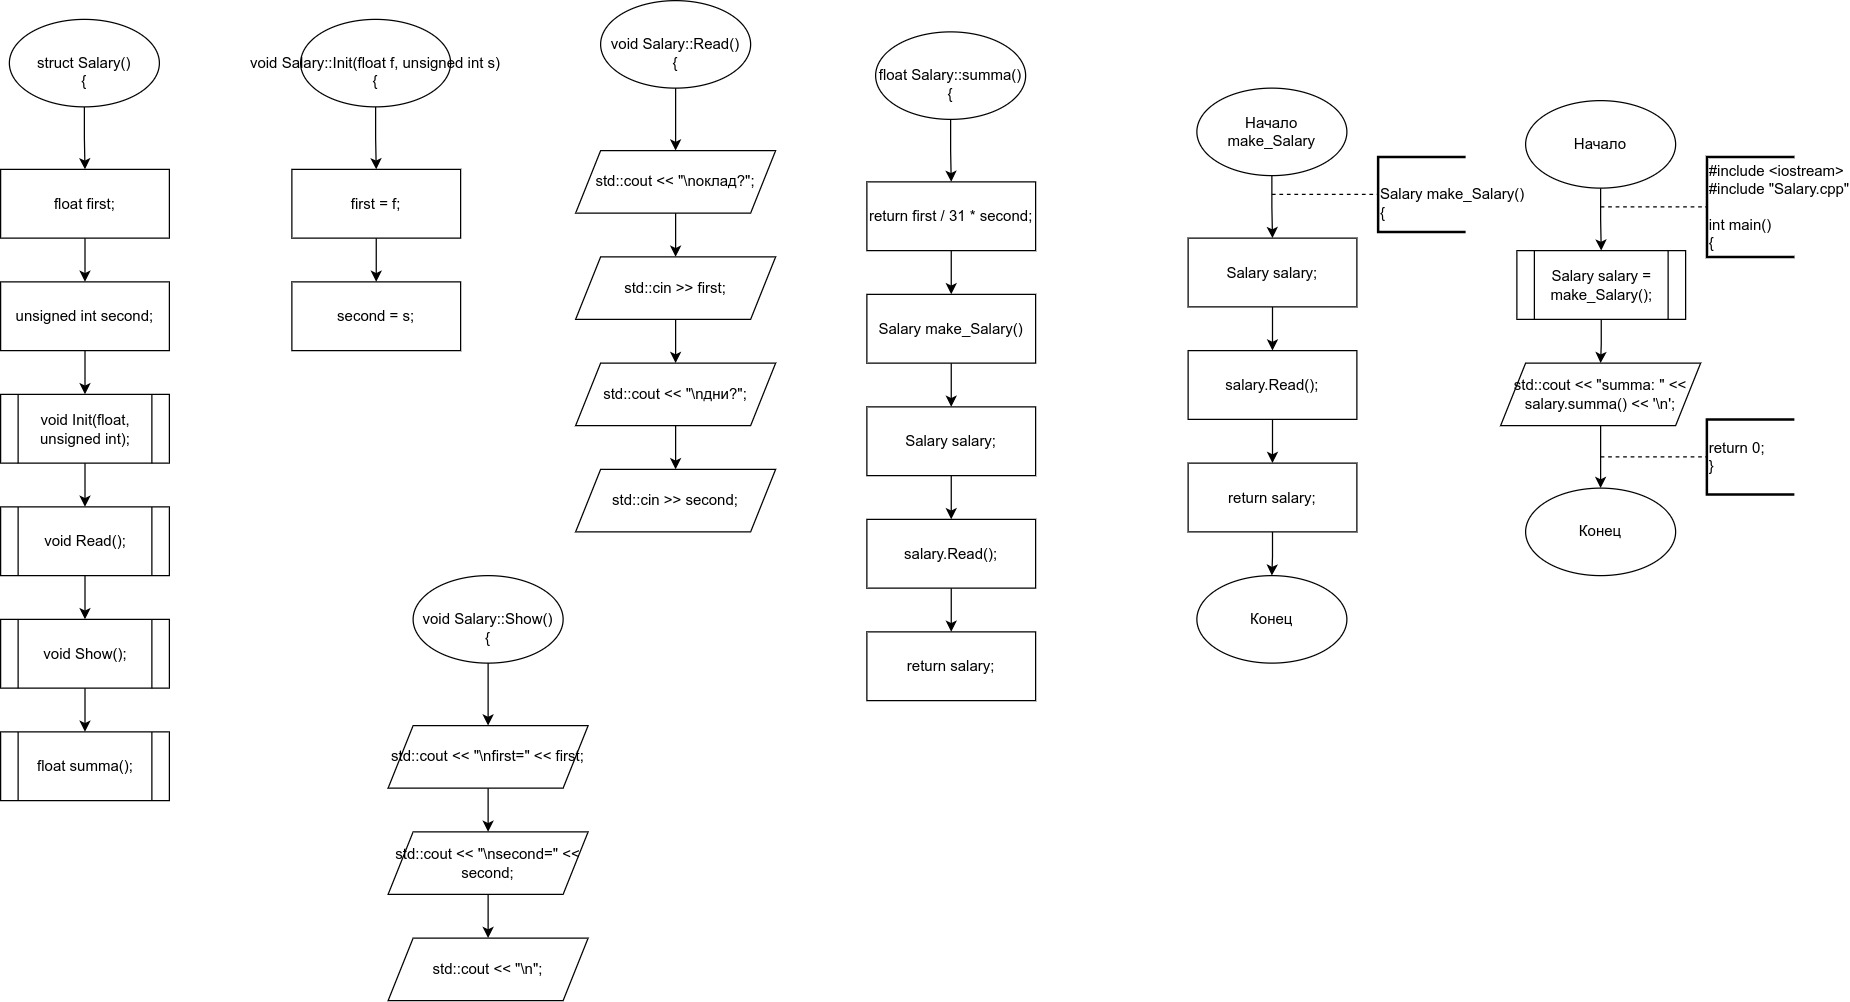 struct Salary()
{
float first;
unsigned int second;
void Init(float,
unsigned int);
void Read();
void Show();
float summa();
void Salary::Init(float f, unsigned int s)
{
first = f;
second = s;
void Salary::Read()
{
std::cout << "\nоклад?";
std::cin >> first;
std::cout << "\nдни?";
std::cin >> second;
void Salary::Show()
{
std::cout << "\nfirst=" << first;
std::cout << "\nsecond=" <<
second;
std::cout << "\n";
float Salary::summa()
{
return first / 31 * second;
Salary make_Salary()
Salary salary;
salary.Read();
return salary;
Начало
make_Salary
Salary make_Salary()
{
Salary salary;
salary.Read();
return salary;
Конец
Начало
#include <iostream>
#include "Salary.cpp"
int main()
{
Salary salary =
make_Salary();
std::cout << "summa: " <<
salary.summa() << '\n';
return 0;
}
Конец